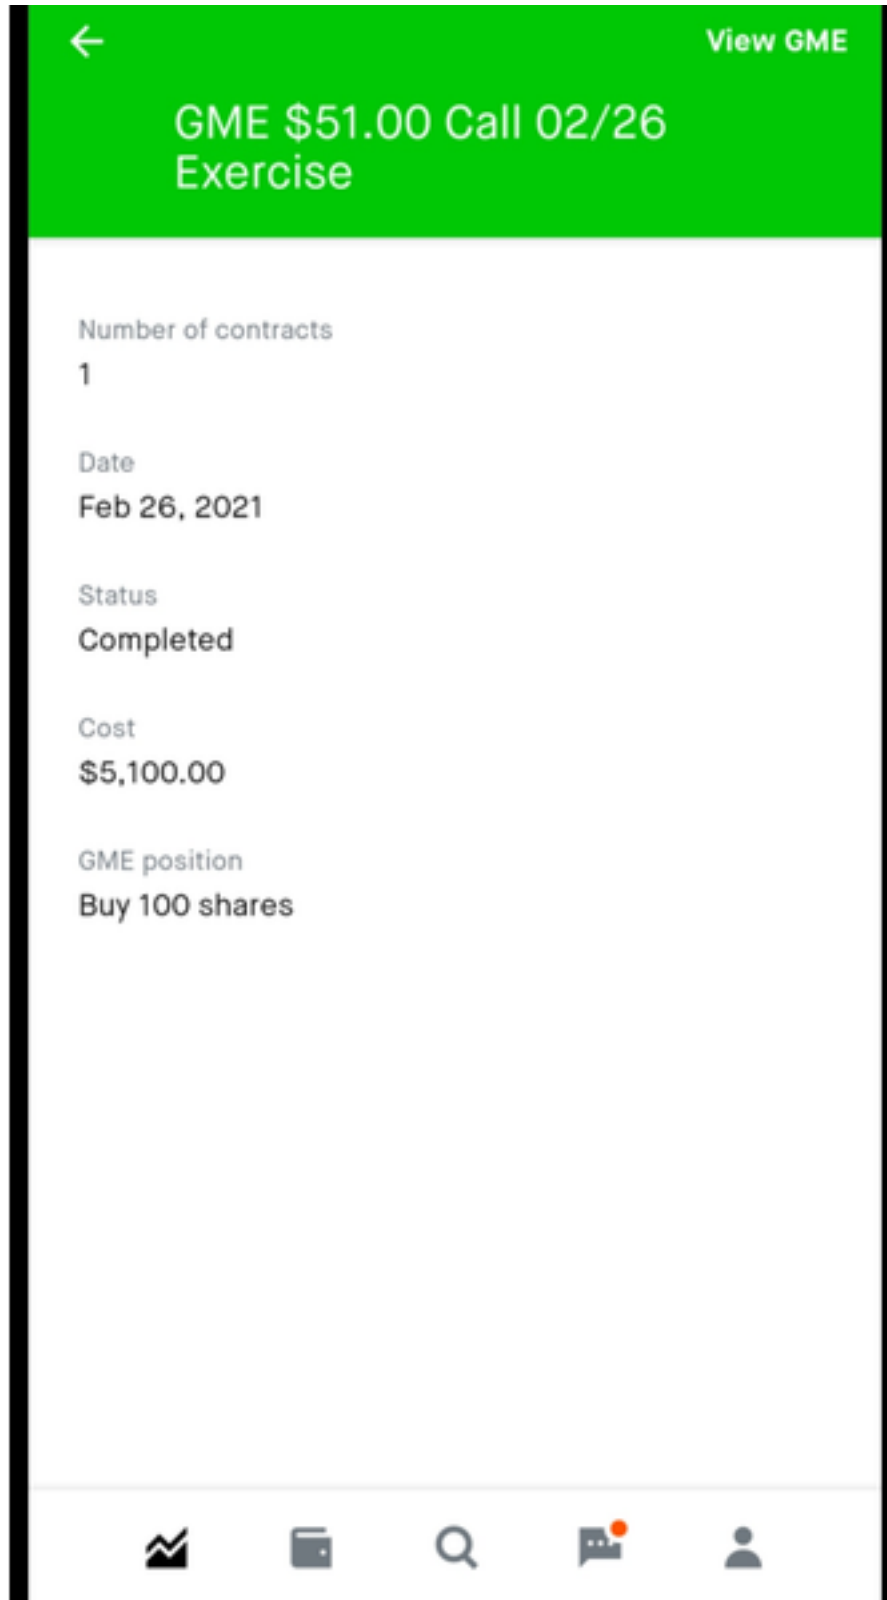 View GME
GME $51.00 Call 02/26
Exercise
Number of contracts
1
Date
Feb 26, 2021
Status
Completed
Cost
$5,100.00
GME position
Buy 100 shares